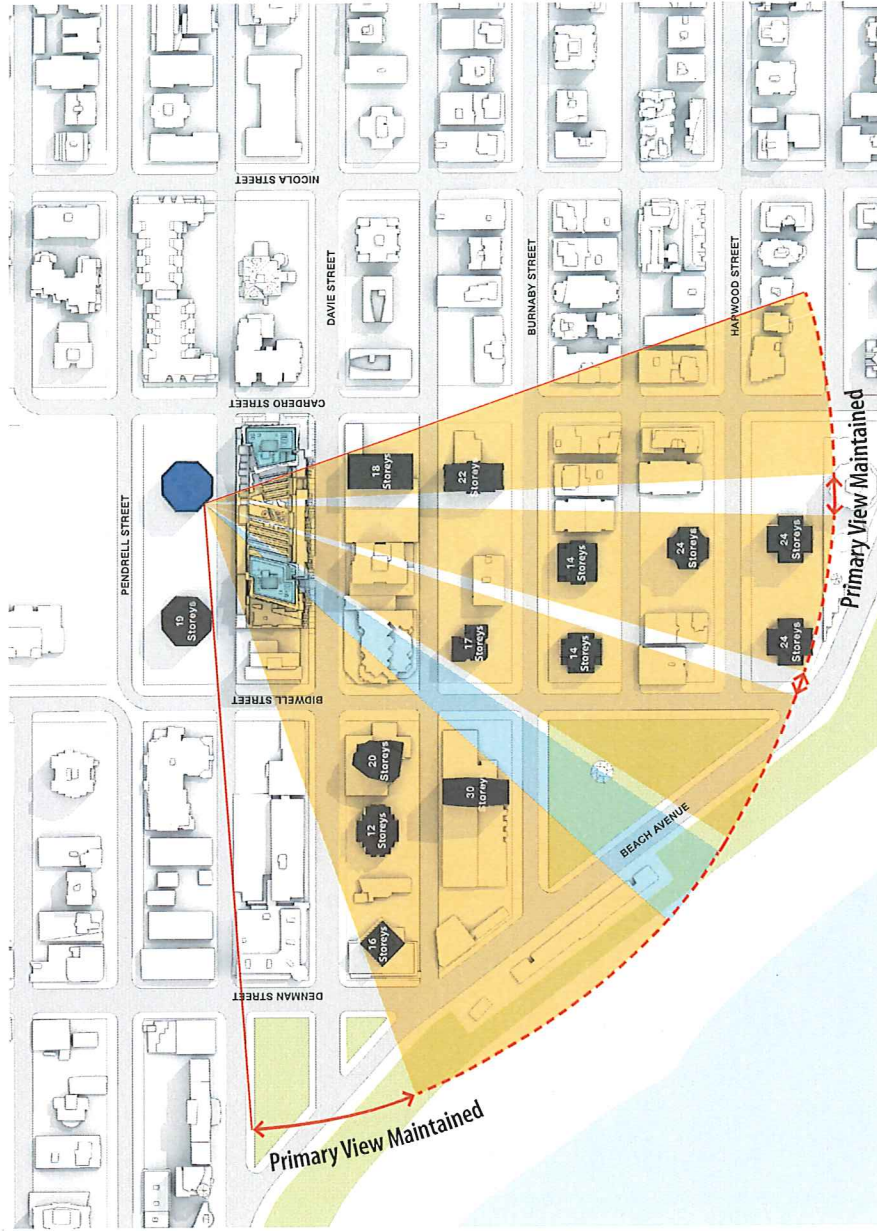 NICOLA STREET
DAVIE STREET
BURNABY STREET
HARWOOD STREET
CARDERO STREET
PENDRELL STREET
18
Storeys
22
Storeys
19
Storeys
14
Storeys
24
Storeys
24
Storeys
Primary View Maintained
17
Storeys
14
Storeys
24
Storeys
BIDWELL STREET
20
Storeys
30
Storeys
12
Storeys
BEACH AVENUE
16
Storeys
DENMAN STREET
Primary View Maintained